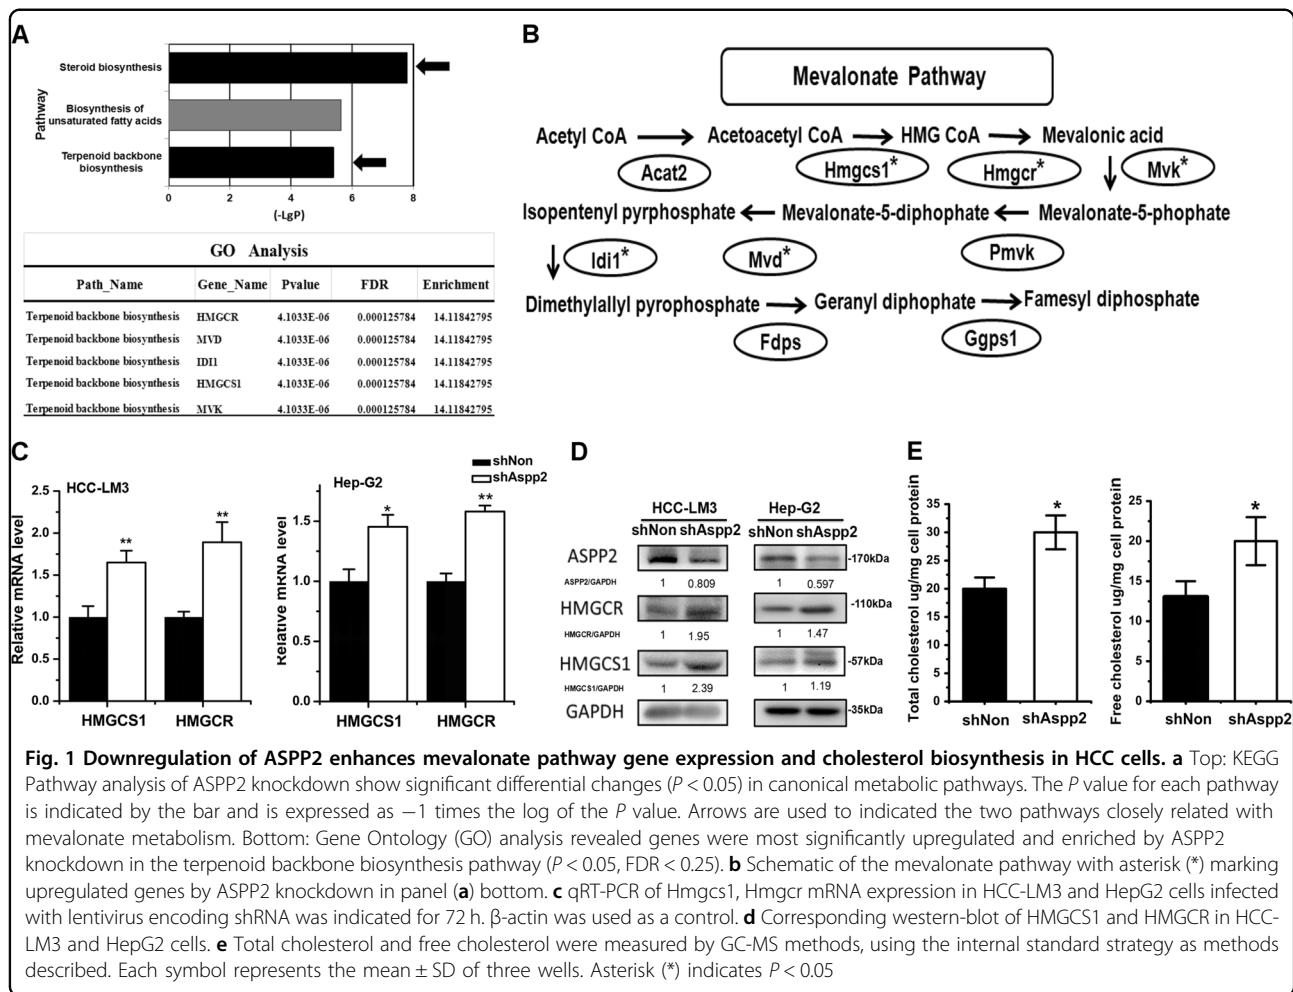 A
Pathway
Steroid biosynthesis
Biosynthesis of
unsaturated fatty acids
Terpenoid backbone
biosynthesis
0 2 4 6 8
(-LgP)
GO Analysis
Path_Name Gene_Name Pvalue FDR Enrichment
Terpenoid backbone biosynthesis HMGCR 4.1033E-06 0.000125784 14.11842795
Terpenoid backbone biosynthesis MVD 4.1033E-06 0.000125784 14.11842795
Terpenoid backbone biosynthesis IDI1 4.1033E-06 0.000125784 14.11842795
Terpenoid backbone biosynthesis HMGCS1 4.1033E-06 0.000125784 14.11842795
Terpenoid backbone biosynthesis MVK 4.1033E-06 0.000125784 14.11842795
B
Mevalonate Pathway
Acetyl CoA Acetoacetyl CoA HMG CoA Mevalonic acid
Acat2 Hmgcs1* Hmgcr* Mvk*
Isopentenyl pyrphosphate Mevalonate-5-diphophate Mevalonate-5-phophate
Idi1* Mvd* Pmvk
Dimethylallyl pyrophosphate Geranyl diphophate Famesyl diphosphate
Fdps Ggps1
C
shNon
shAspp2
HCC-LM3
Relative mRNA level
2.5
2.0
1.5
1.0
0.5
0.0
** **
HMGCS1 HMGCR
Hep-G2
Relative mRNA level
1.5
1.0
0.5
0.0
* **
HMGCS1 HMGCR
D
HCC-LM3 Hep-G2
shNon shAspp2 shNon shAspp2
ASPP2 -170kDa
ASPP2/GAPDH 1 0.809 1 0.597
HMGCR -110kDa
HMGCR/GAPDH 1 1.95 1 1.47
HMGCS1 -57kDa
HMGCS1/GAPDH 1 2.39 1 1.19
GAPDH -35kDa
E
Total cholesterol ug/mg cell protein
35
30
25
20
15
10
5
0
*
shNon shAspp2
Free cholesterol ug/mg cell protein
25
20
15
10
5
0
*
shNon shAspp2
Fig. 1 Downregulation of ASPP2 enhances mevalonate pathway gene expression and cholesterol biosynthesis in HCC cells. a Top: KEGG
Pathway analysis of ASPP2 knockdown show significant differential changes (P < 0.05) in canonical metabolic pathways. The P value for each pathway
is indicated by the bar and is expressed as −1 times the log of the P value. Arrows are used to indicated the two pathways closely related with
mevalonate metabolism. Bottom: Gene Ontology (GO) analysis revealed genes were most significantly upregulated and enriched by ASPP2
knockdown in the terpenoid backbone biosynthesis pathway (P < 0.05, FDR < 0.25). b Schematic of the mevalonate pathway with asterisk (*) marking
upregulated genes by ASPP2 knockdown in panel (a) bottom. c qRT-PCR of Hmgcs1, Hmgcr mRNA expression in HCC-LM3 and HepG2 cells infected
with lentivirus encoding shRNA was indicated for 72 h. β-actin was used as a control. d Corresponding western-blot of HMGCS1 and HMGCR in HCC-
LM3 and HepG2 cells. e Total cholesterol and free cholesterol were measured by GC-MS methods, using the internal standard strategy as methods
described. Each symbol represents the mean ± SD of three wells. Asterisk (*) indicates P < 0.05